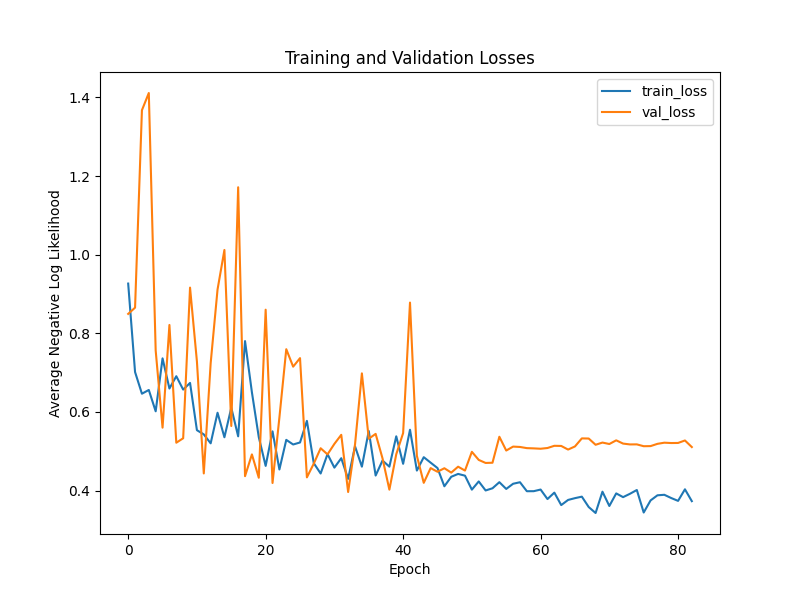 Training and Validation Losses
train_loss
val_loss
1.4
1.2
1.0
0.8
0.6
0.4
Average Negative Log Likelihood
0 20 40 60 80
Epoch